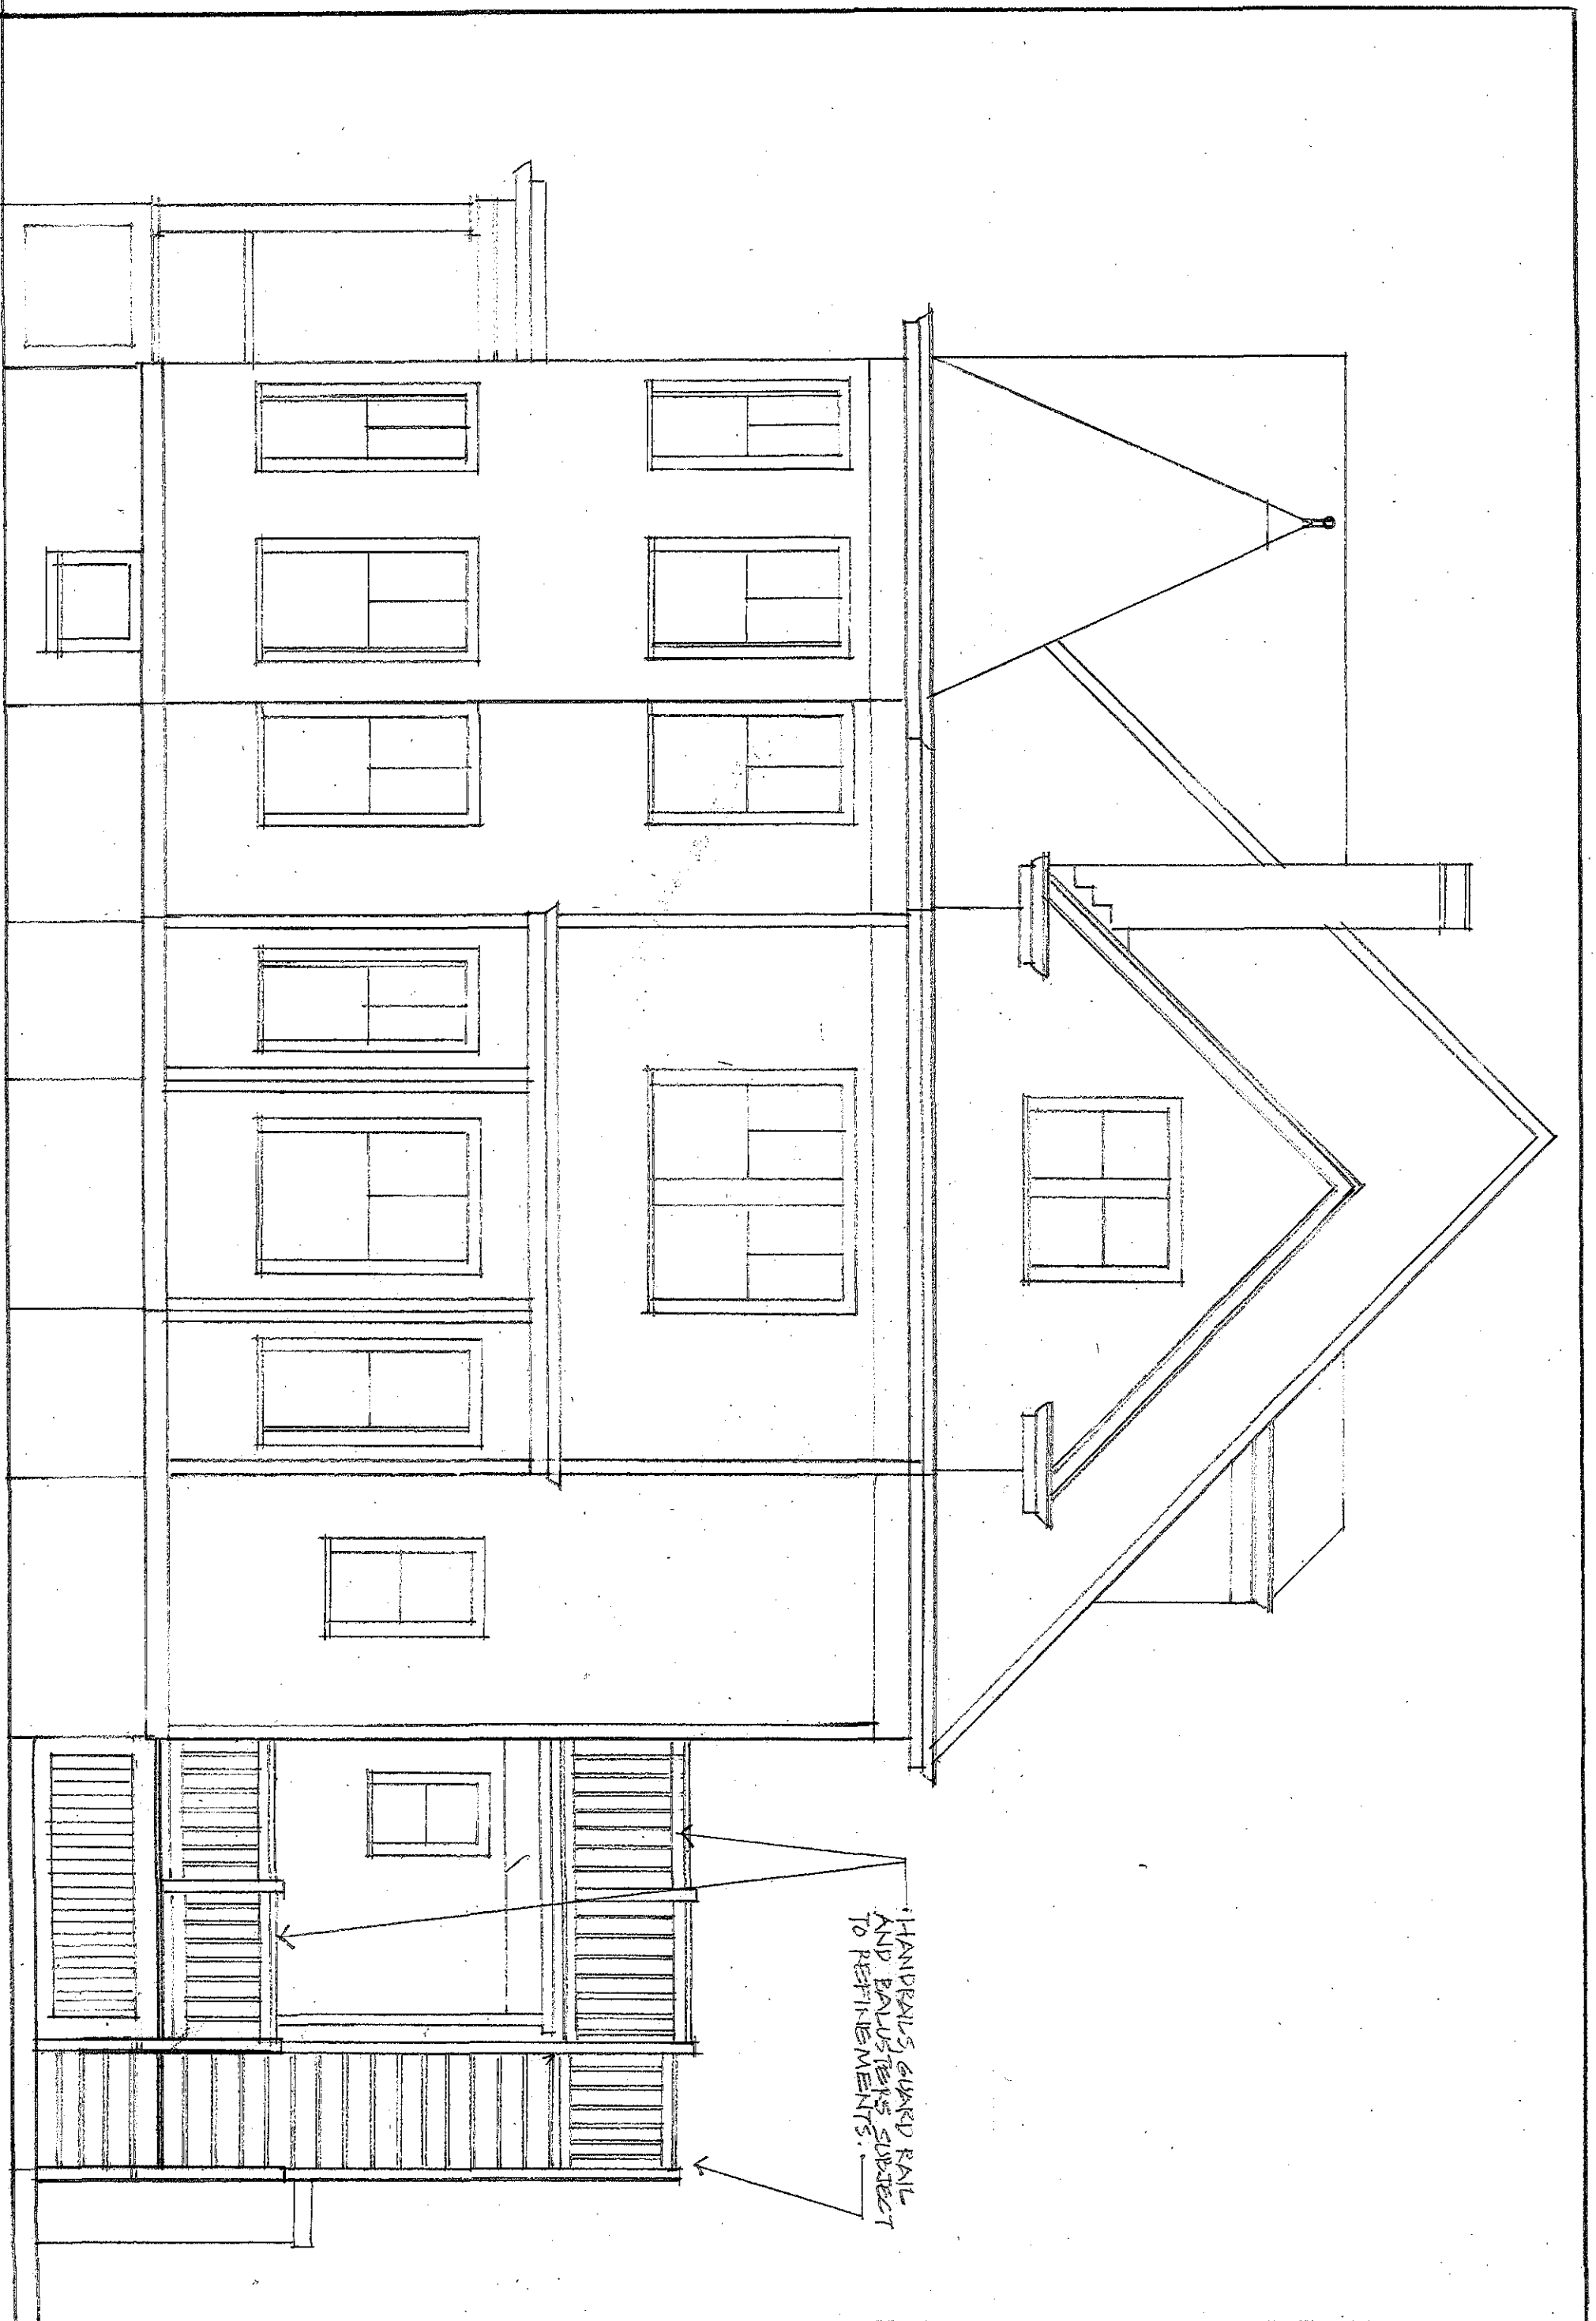 • HANDRAILS, GUARD RAIL
AND BALUSTERS SUBJECT
TO REFINEMENTS.